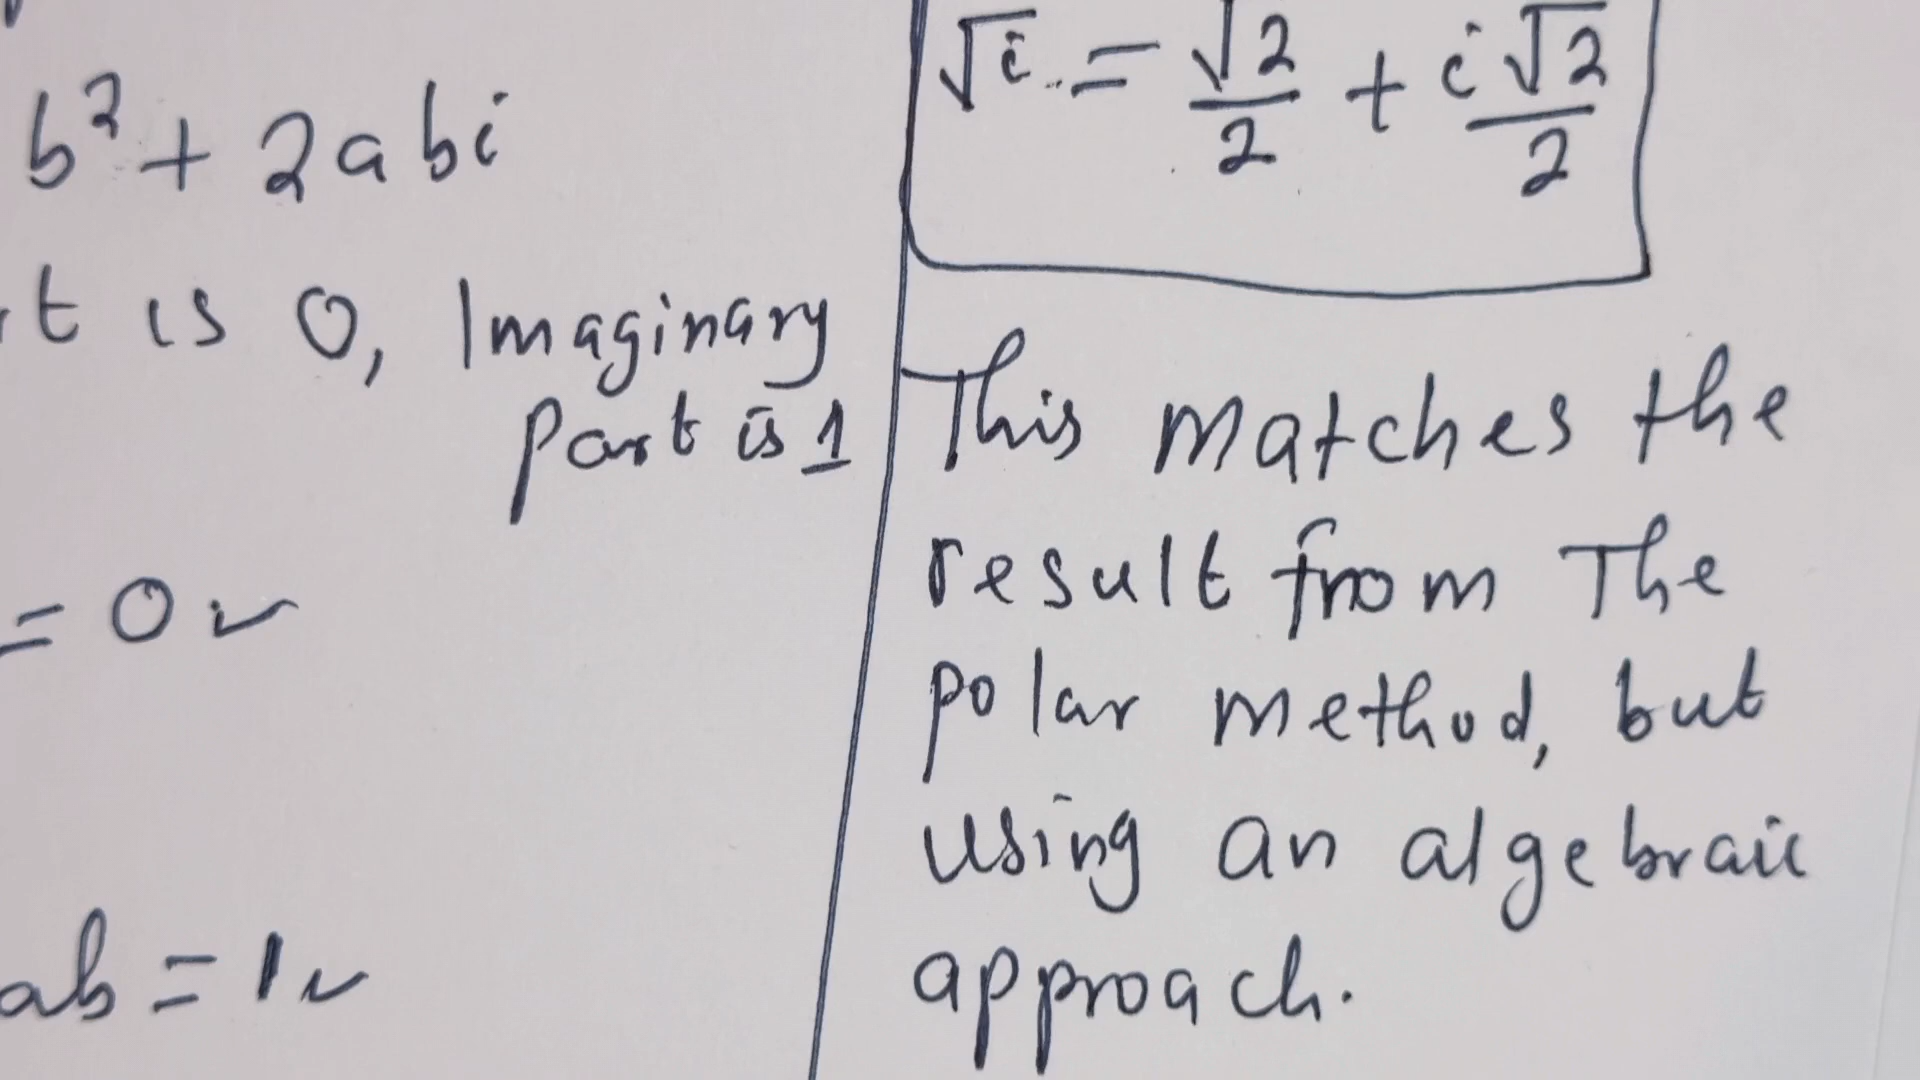 b² + 2abi
t is 0, Imaginary
part is 1
= 0 ✓
ab = 1 ✓
√i = √2/2 + i√2/2
This matches the
result from The
polar method, but
using an algebraic
approach.